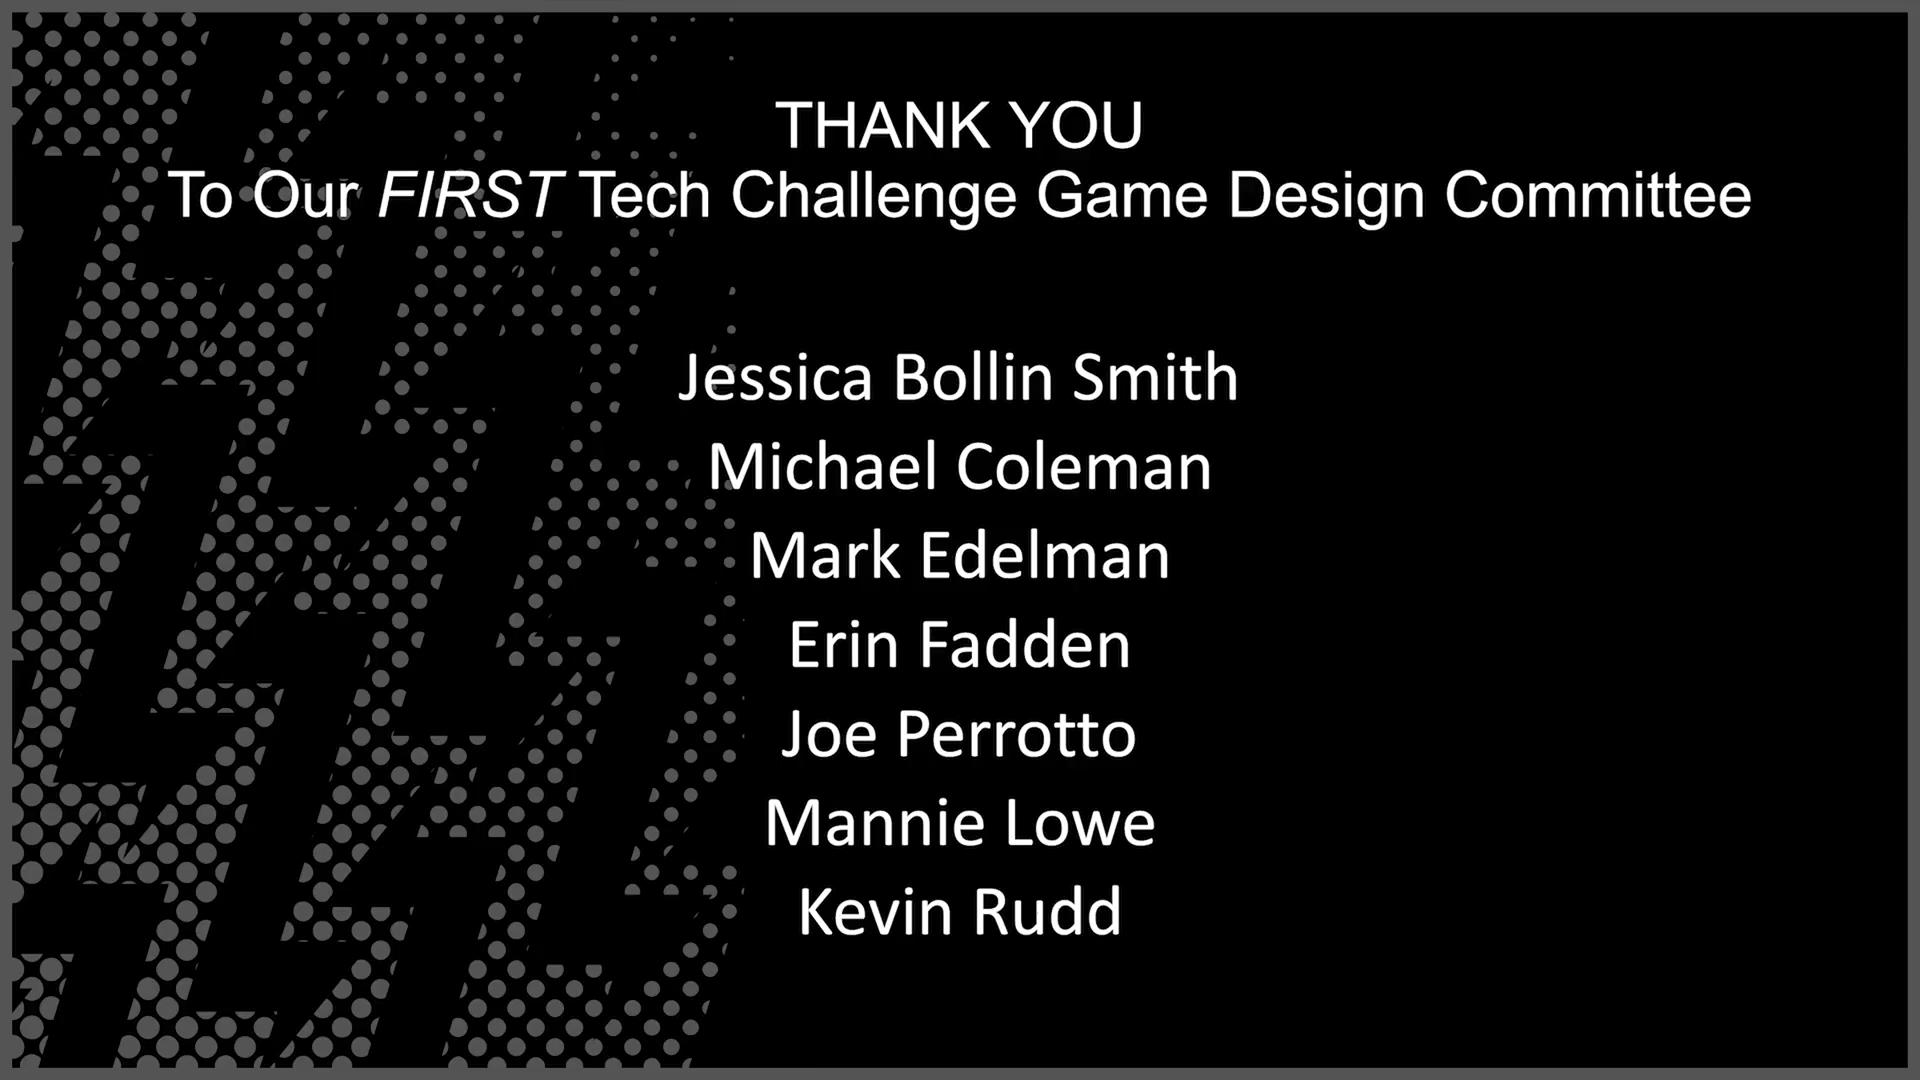 THANK YOU
To Our FIRST Tech Challenge Game Design Committee
Jessica Bollin Smith
Michael Coleman
Mark Edelman
Erin Fadden
Joe Perrotto
Mannie Lowe
Kevin Rudd